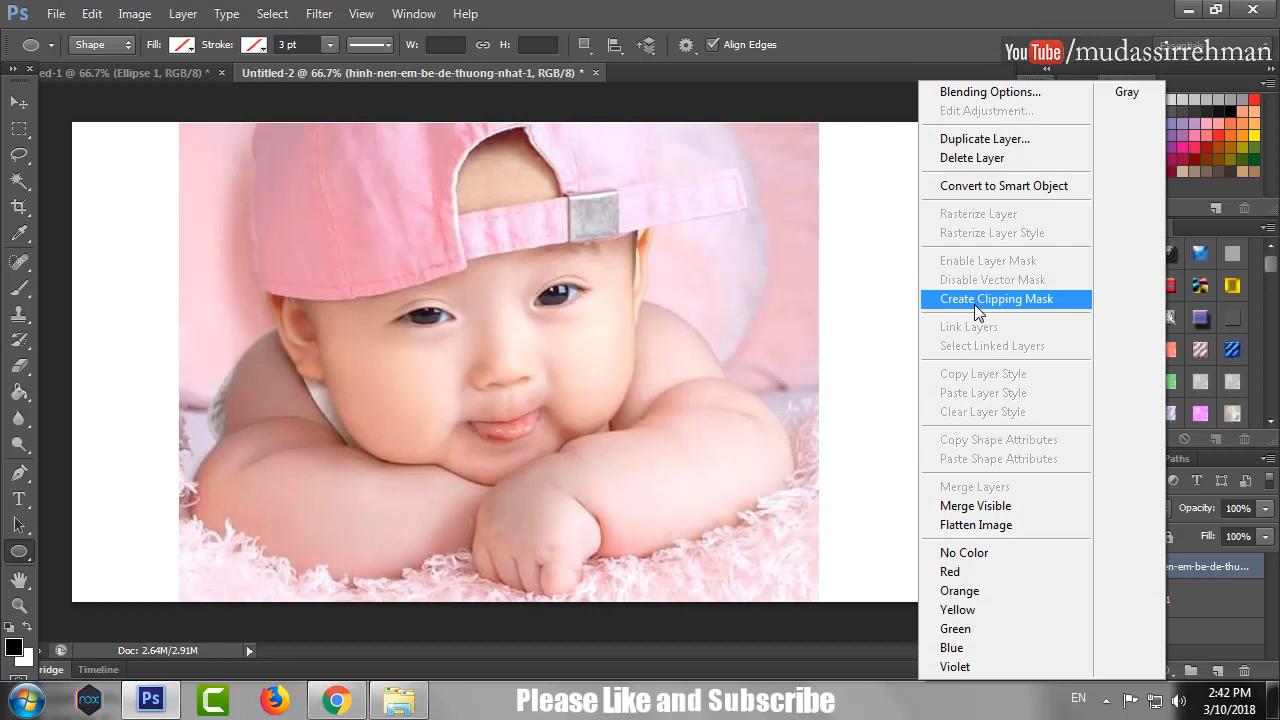 Ps File Edit Image Layer Type Select Filter View Window Help
Shape Fill: Stroke: 3 pt W: H: Align Edges
YouTube /mudassirrehman
ed-1 @ 66.7% (Ellipse 1, RGB/8) * × Untitled-2 @ 66.7% (hinh-nen-em-be-de-thuong-nhat-1, RGB/8) * ×
Blending Options... Gray
Edit Adjustment...
Duplicate Layer...
Delete Layer
Convert to Smart Object
Rasterize Layer
Rasterize Layer Style
Enable Layer Mask
Disable Vector Mask
Create Clipping Mask
Link Layers
Select Linked Layers
Copy Layer Style
Paste Layer Style
Clear Layer Style
Copy Shape Attributes
Paste Shape Attributes
Paths
Merge Layers
Merge Visible
Opacity: 100%
Flatten Image
Fill: 100%
No Color
en-em-be-de-thu...
Red
Orange
1
Yellow
Green
Blue
Doc: 2.64M/2.91M
Violet
ridge Timeline
nox Ps C Please Like and Subscribe EN 2:42 PM
3/10/2018